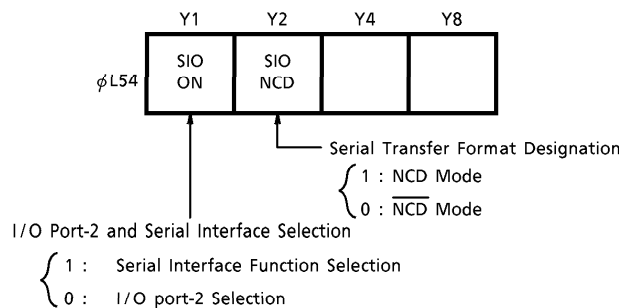 Y1 Y2 Y4 Y8
SIO SIO
ϕL54
ON NCD
Serial Transfer Format Designation
1 : NCD Mode
0 : N̅C̅D̅ Mode
I/O Port-2 and Serial Interface Selection
1 : Serial Interface Function Selection
0 : I/O port-2 Selection